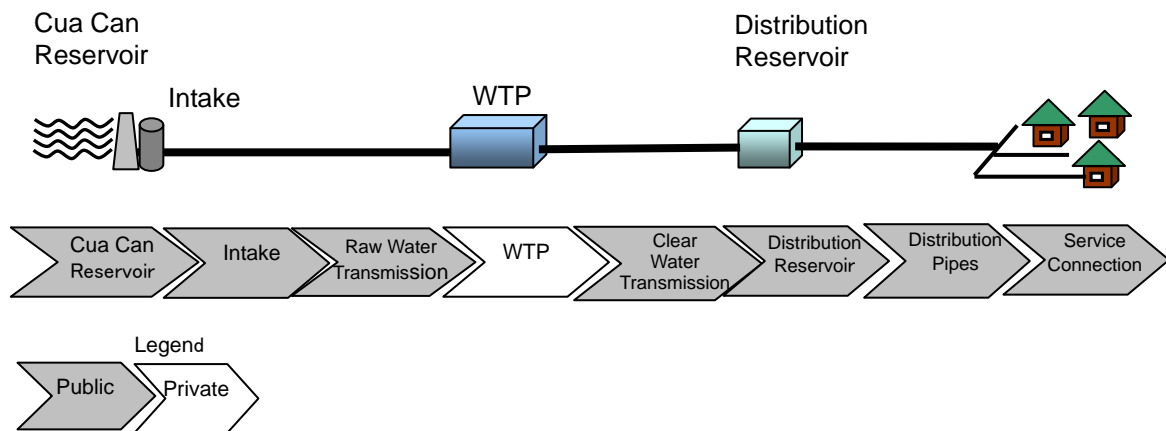 Cua Can
Reservoir
Distribution
Reservoir
Intake
WTP
Cua Can
Reservoir
Intake
Raw Water
Transmission
WTP
Clear
Water
Transmission
Distribution
Reservoir
Distribution
Pipes
Service
Connection
Legend
Public
Private